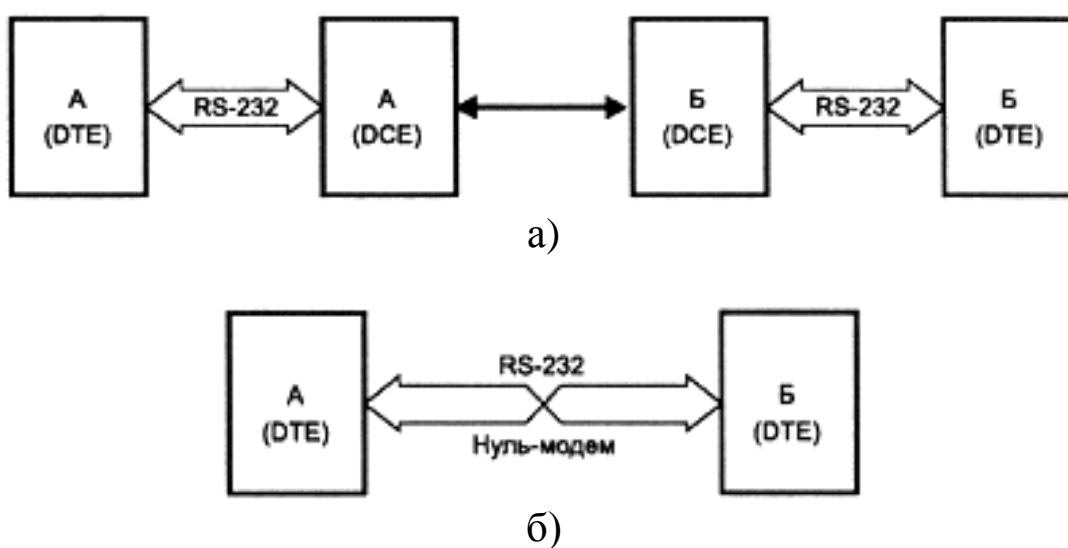 А
(DTE)
RS-232
А
(DCE)
Б
(DCE)
RS-232
Б
(DTE)
а)
А
(DTE)
RS-232
Нуль-модем
Б
(DTE)
б)